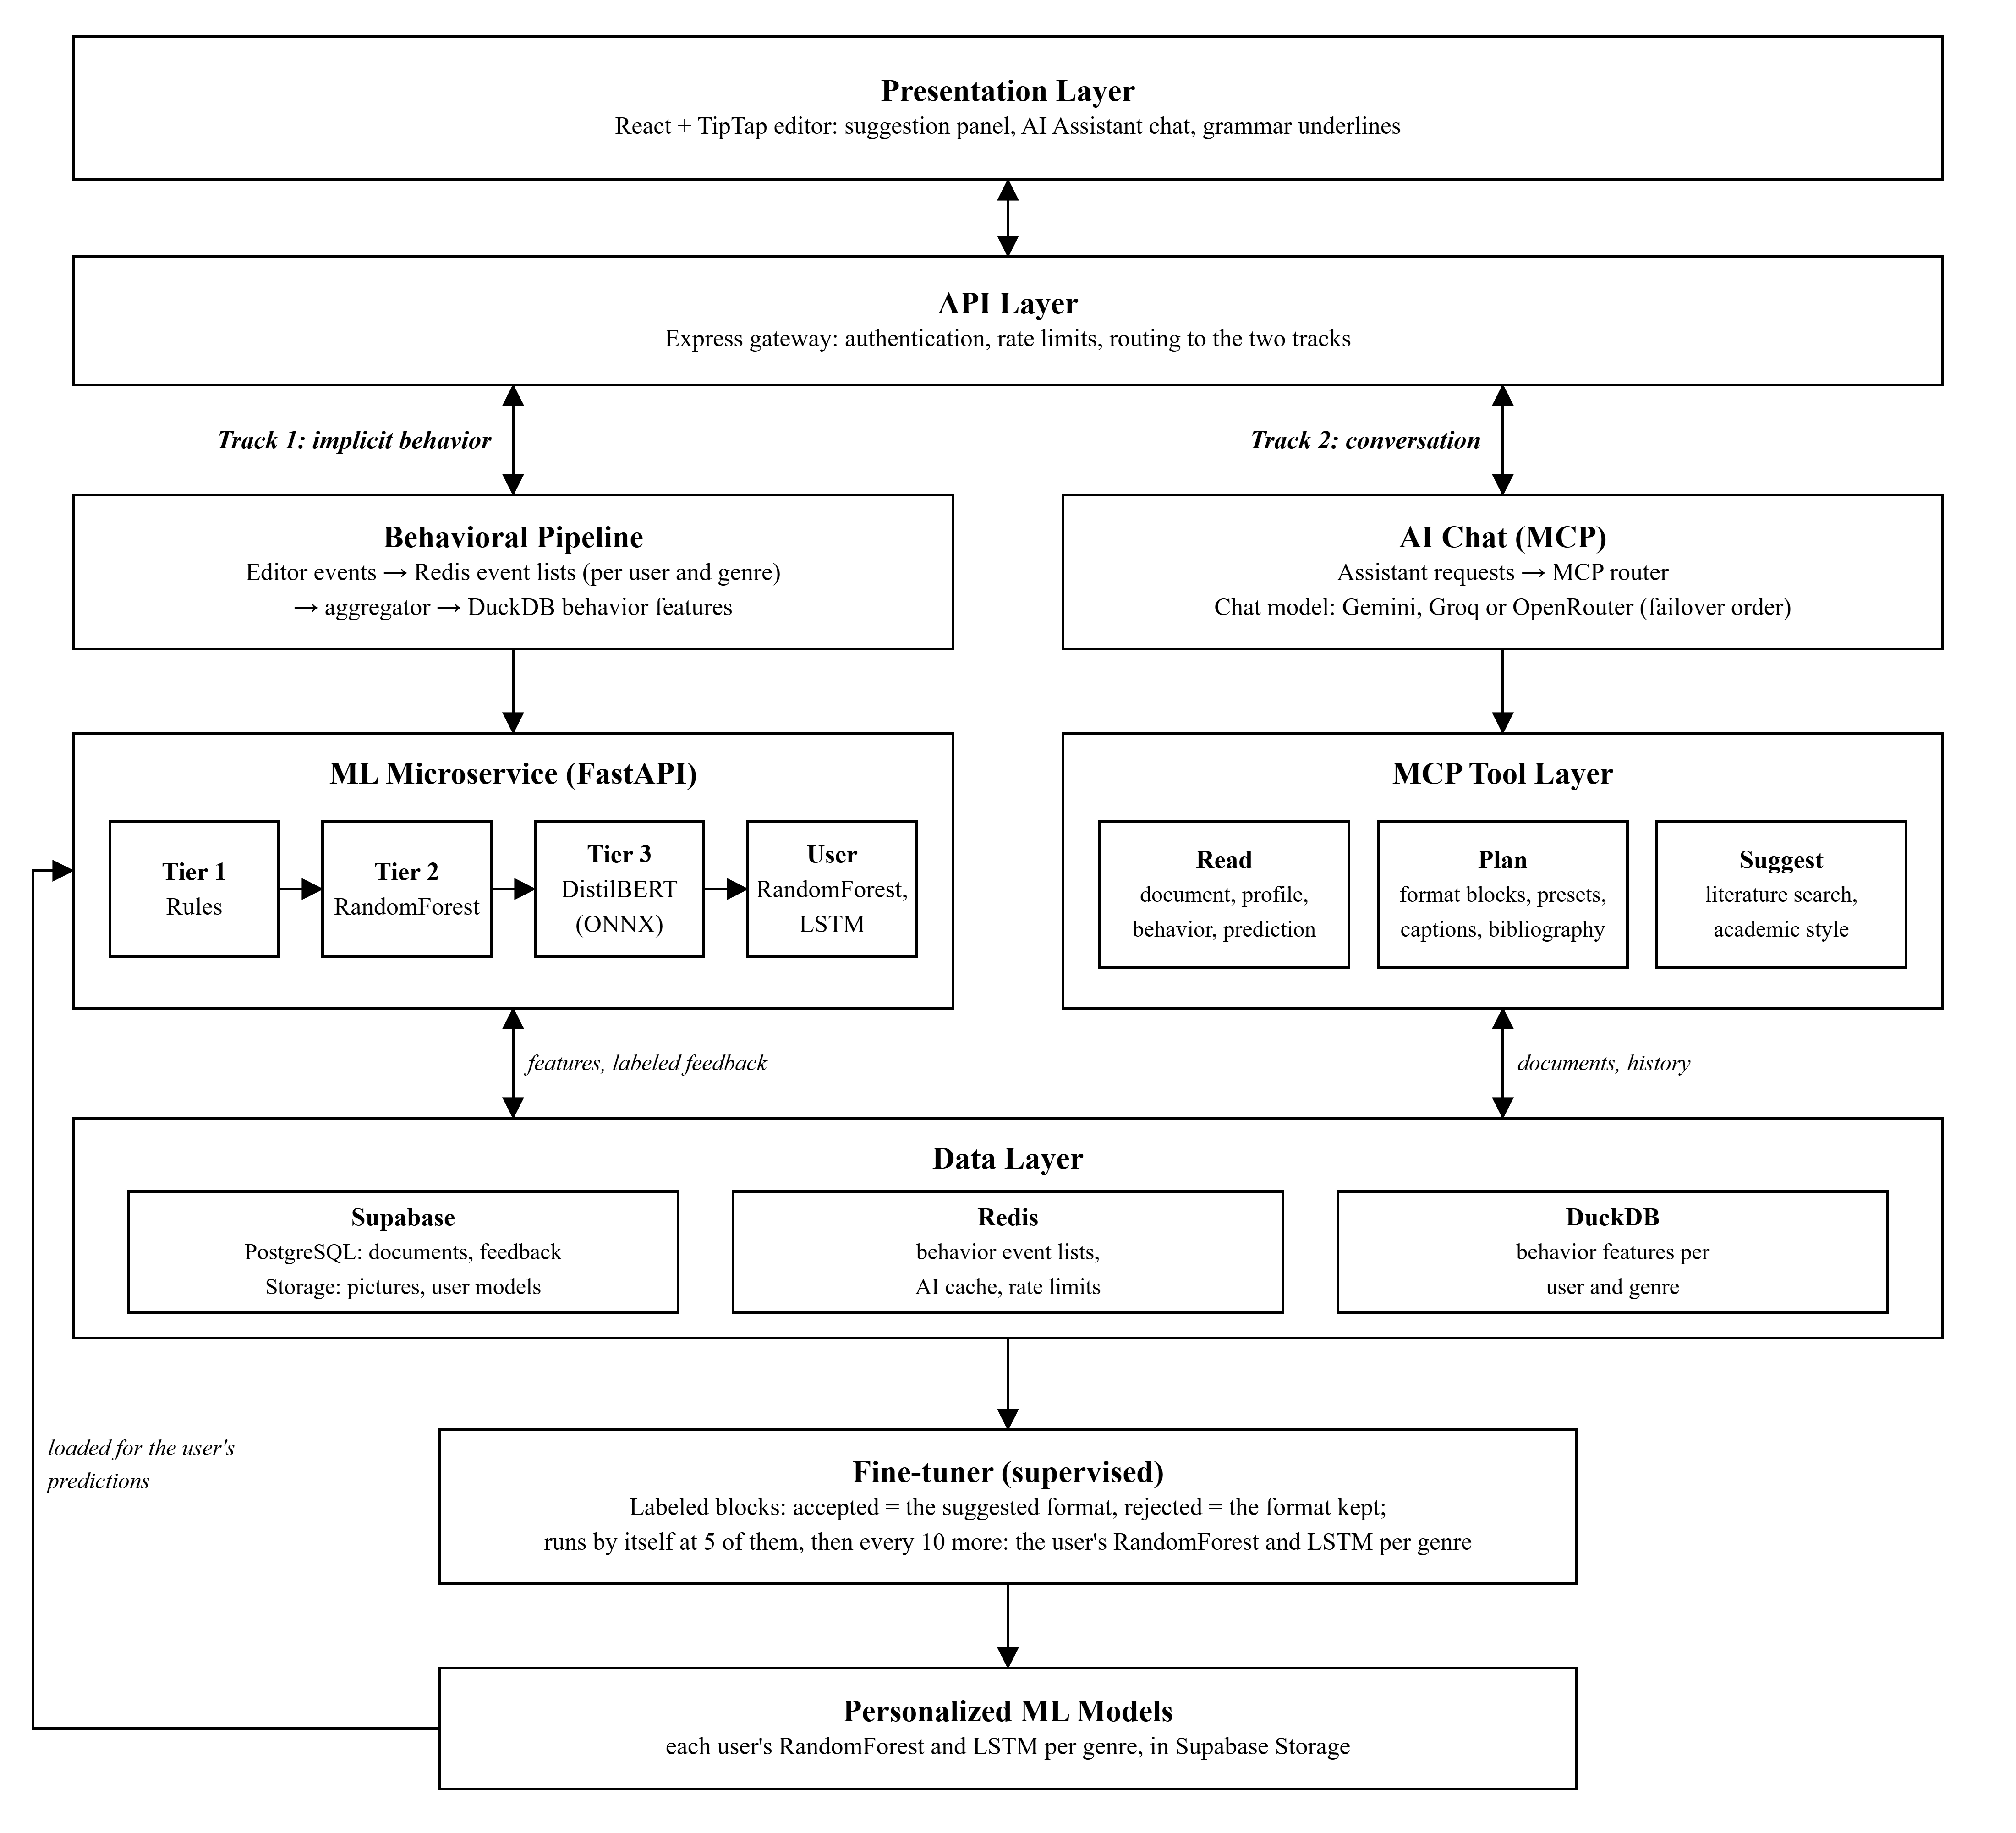 Presentation Layer
React + TipTap editor: suggestion panel, AI Assistant chat, grammar underlines
API Layer
Express gateway: authentication, rate limits, routing to the two tracks
Track 1: implicit behavior
Track 2: conversation
Behavioral Pipeline
Editor events → Redis event lists (per user and genre)
→ aggregator → DuckDB behavior features
AI Chat (MCP)
Assistant requests → MCP router
Chat model: Gemini, Groq or OpenRouter (failover order)
ML Microservice (FastAPI)
Tier 1
Rules
Tier 2
RandomForest
Tier 3
DistilBERT
(ONNX)
User
RandomForest,
LSTM
MCP Tool Layer
Read
document, profile,
behavior, prediction
Plan
format blocks, presets,
captions, bibliography
Suggest
literature search,
academic style
features, labeled feedback
documents, history
Data Layer
Supabase
PostgreSQL: documents, feedback
Storage: pictures, user models
Redis
behavior event lists,
AI cache, rate limits
DuckDB
behavior features per
user and genre
loaded for the user's
predictions
Fine-tuner (supervised)
Labeled blocks: accepted = the suggested format, rejected = the format kept;
runs by itself at 5 of them, then every 10 more: the user's RandomForest and LSTM per genre
Personalized ML Models
each user's RandomForest and LSTM per genre, in Supabase Storage